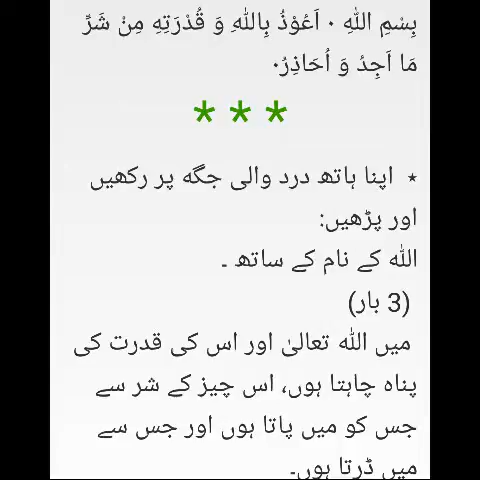 بِسْمِ اللّٰهِ ۰ اَعُوْذُ بِاللّٰهِ وَ قُدْرَتِهِ مِنْ شَرِّ
مَا اَجِدُ وَ اُحَاذِرُ۰
***
⋆ اپنا ہاتھ درد والی جگہ پر رکھیں
اور پڑھیں:
اللّٰہ کے نام کے ساتھ ۔
(3 بار)
میں اللّٰہ تعالیٰ اور اس کی قدرت کی
پناہ چاہتا ہوں، اس چیز کے شر سے
جس کو میں پاتا ہوں اور جس سے
میں ڈرتا ہوں۔